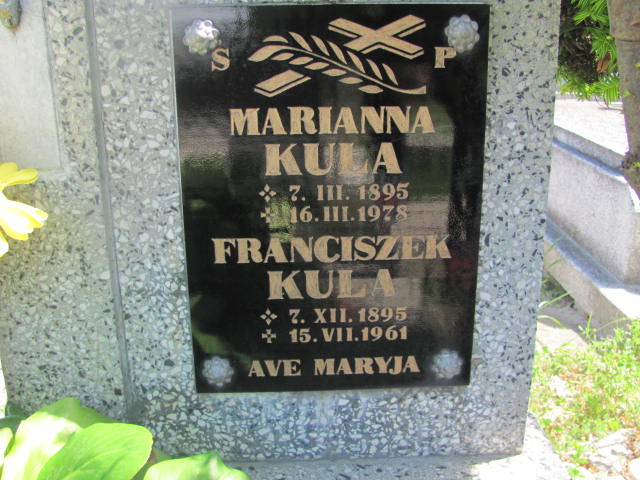 S P
MARIANNA
KULA
7. III. 1895
16. III. 1978
FRANCISZEK
KULA
7. XII. 1895
15. VII. 1961
AVE MARYJA